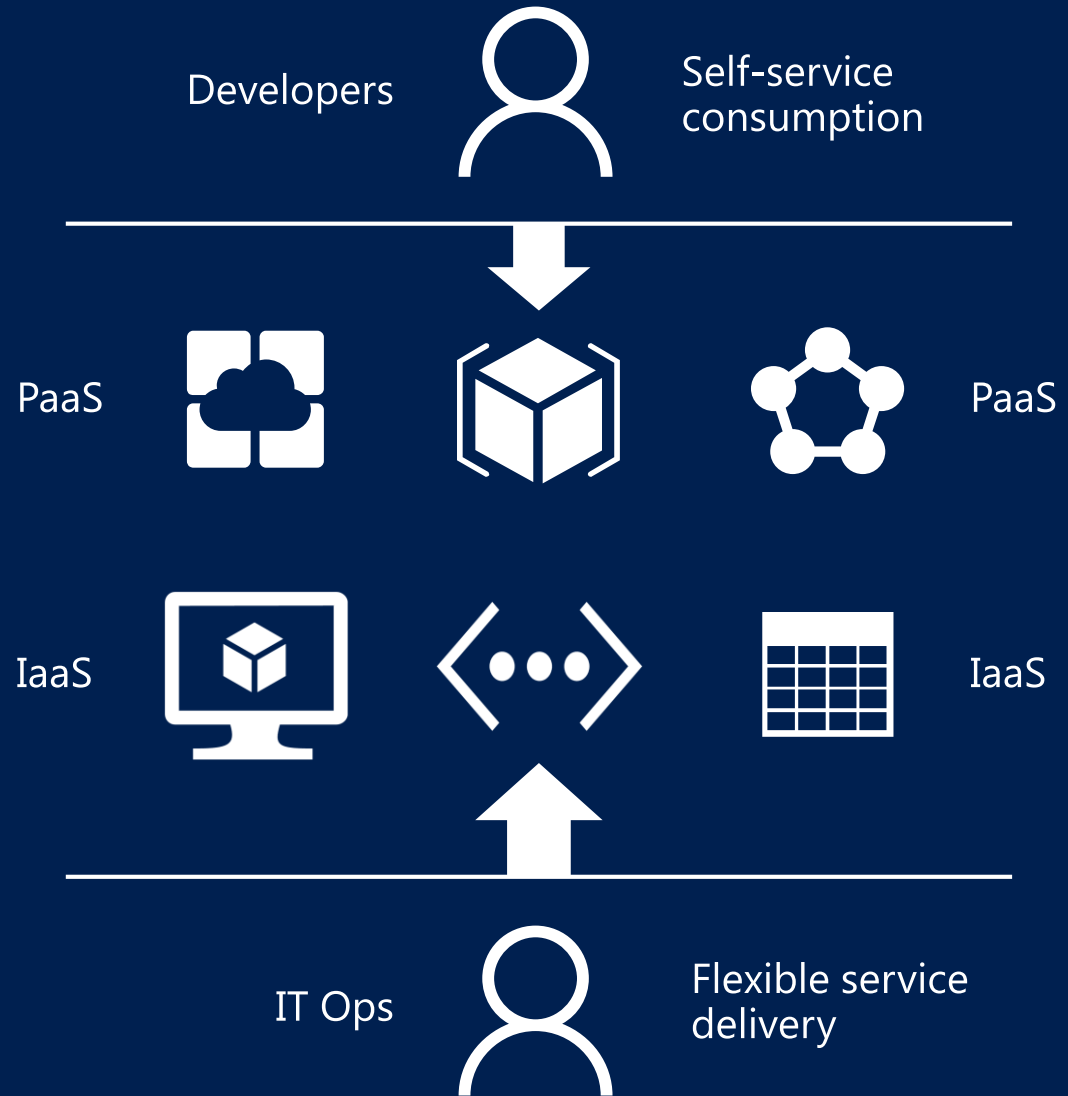 Developers
Self-service
consumption
PaaS
PaaS
IaaS
IaaS
IT Ops
Flexible service
delivery